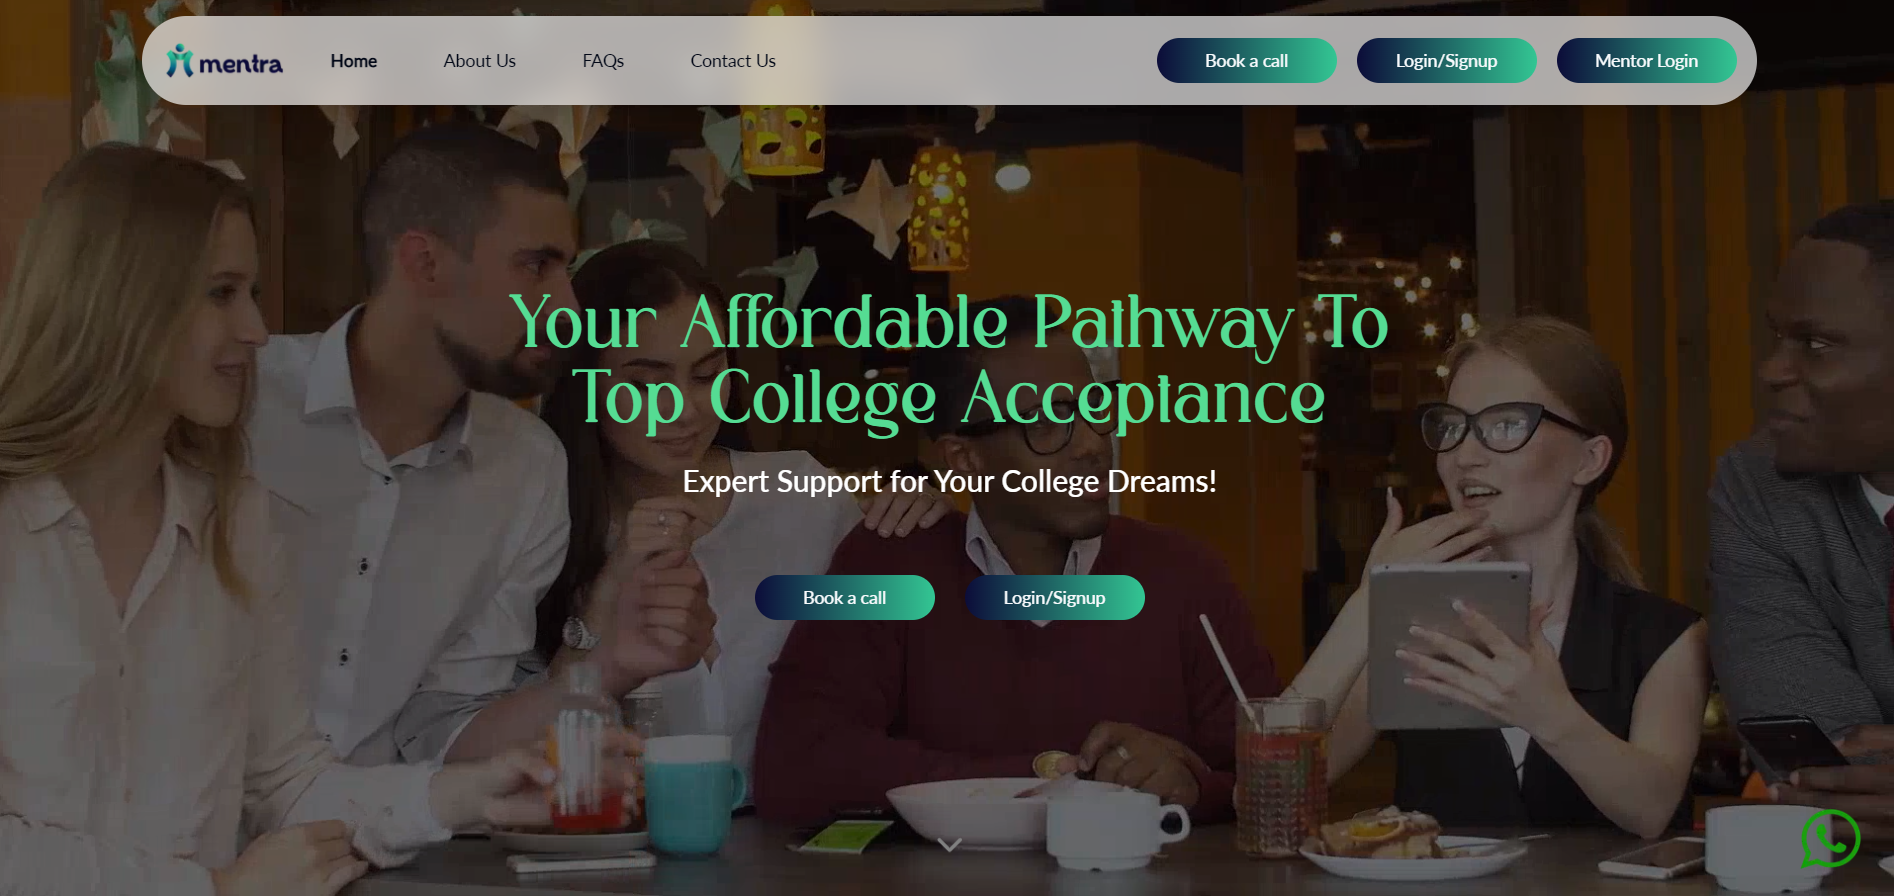 mentra
Home
About Us
FAQs
Contact Us
Book a call
Login/Signup
Mentor Login
Your Affordable Pathway To
Top College Acceptance
Expert Support for Your College Dreams!
Book a call
Login/Signup